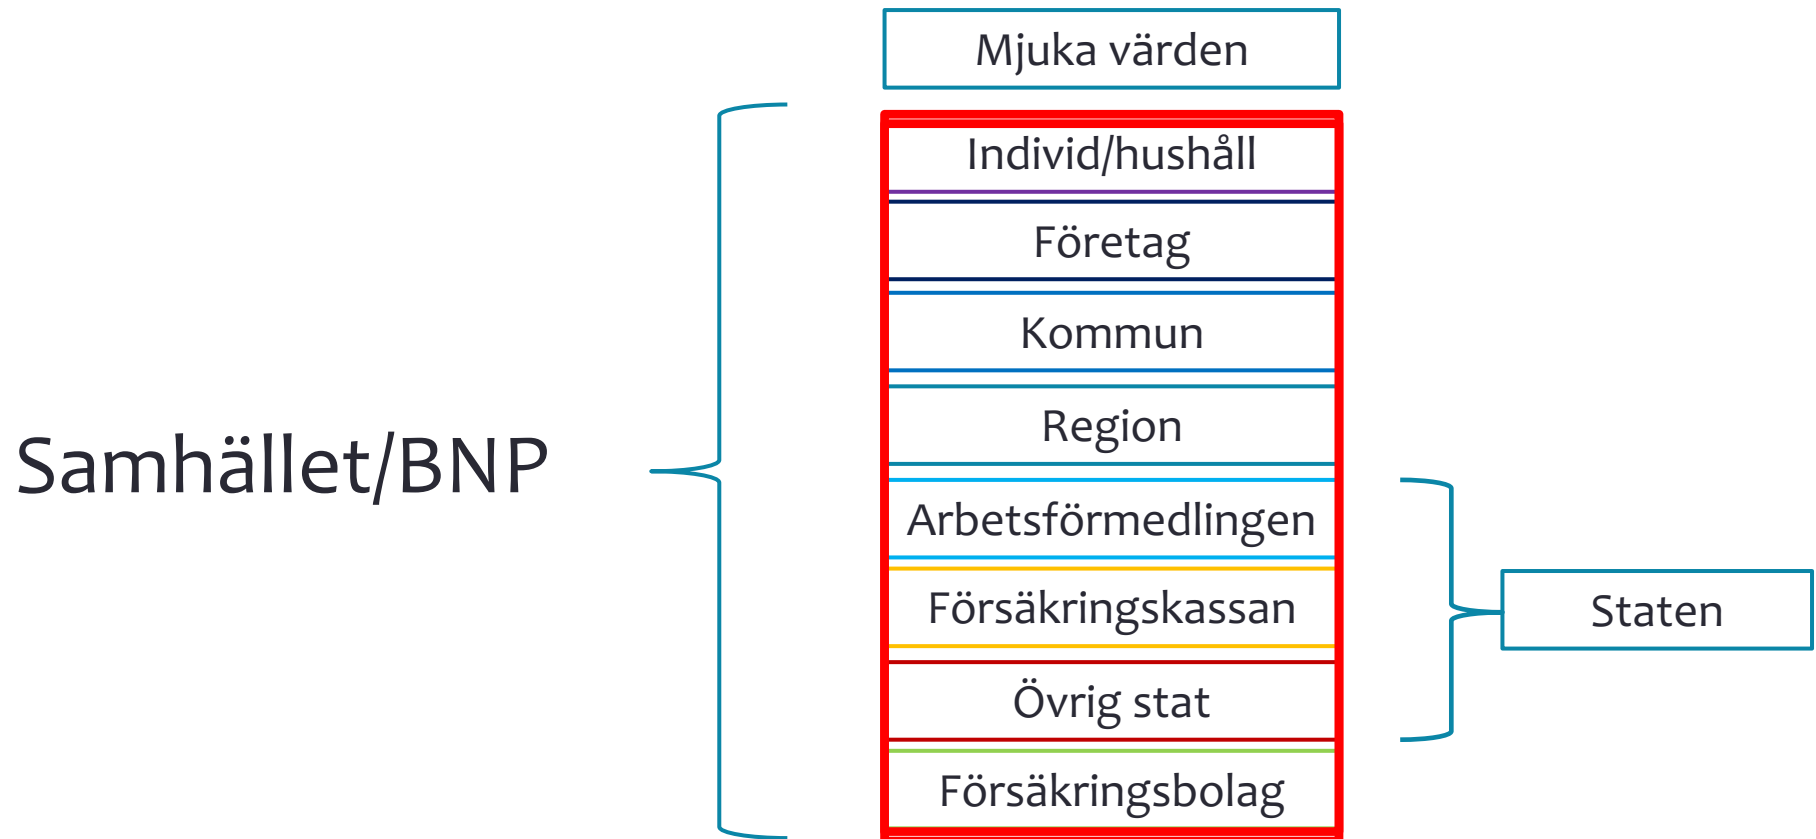 Mjuka värden
Individ/hushåll
Företag
Kommun
Region
Samhället/BNP
Arbetsförmedlingen
Försäkringskassan
Staten
Övrig stat
Försäkringsbolag